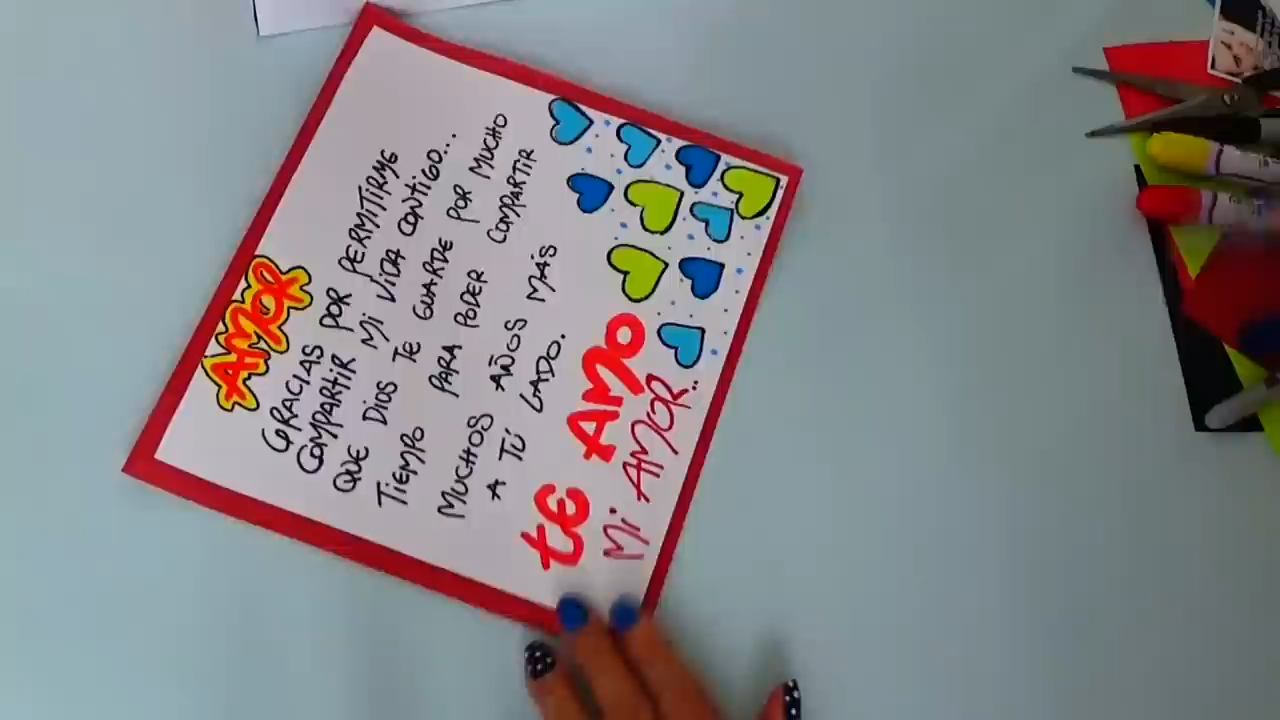 AMOR
GRACIAS POR PERMITIRME
COMPARTIR Mi ViDA CONTIGO...
QUE DIOS TE GUARDE POR MUCHO
TIEMPO PARA PODER COMPARTIR
MUCHOS AÑOS MÁS
A TÚ LADO.
tE AMO
Mi AMOR..